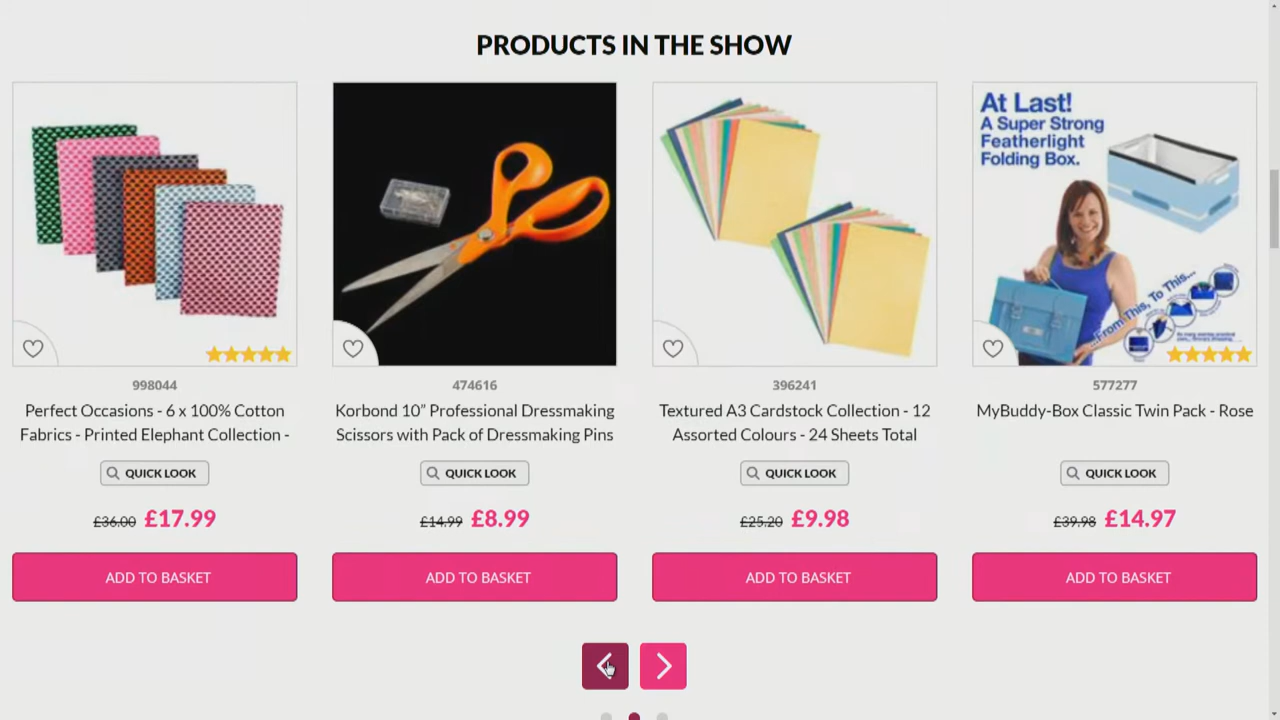 PRODUCTS IN THE SHOW
At Last!
A Super Strong
Featherlight
Folding Box.
...From This, To This...
998044
Perfect Occasions - 6 x 100% Cotton
Fabrics - Printed Elephant Collection -
QUICK LOOK
£36.00 £17.99
ADD TO BASKET
474616
Korbond 10” Professional Dressmaking
Scissors with Pack of Dressmaking Pins
QUICK LOOK
£14.99 £8.99
ADD TO BASKET
396241
Textured A3 Cardstock Collection - 12
Assorted Colours - 24 Sheets Total
QUICK LOOK
£25.20 £9.98
ADD TO BASKET
577277
MyBuddy-Box Classic Twin Pack - Rose
QUICK LOOK
£39.98 £14.97
ADD TO BASKET